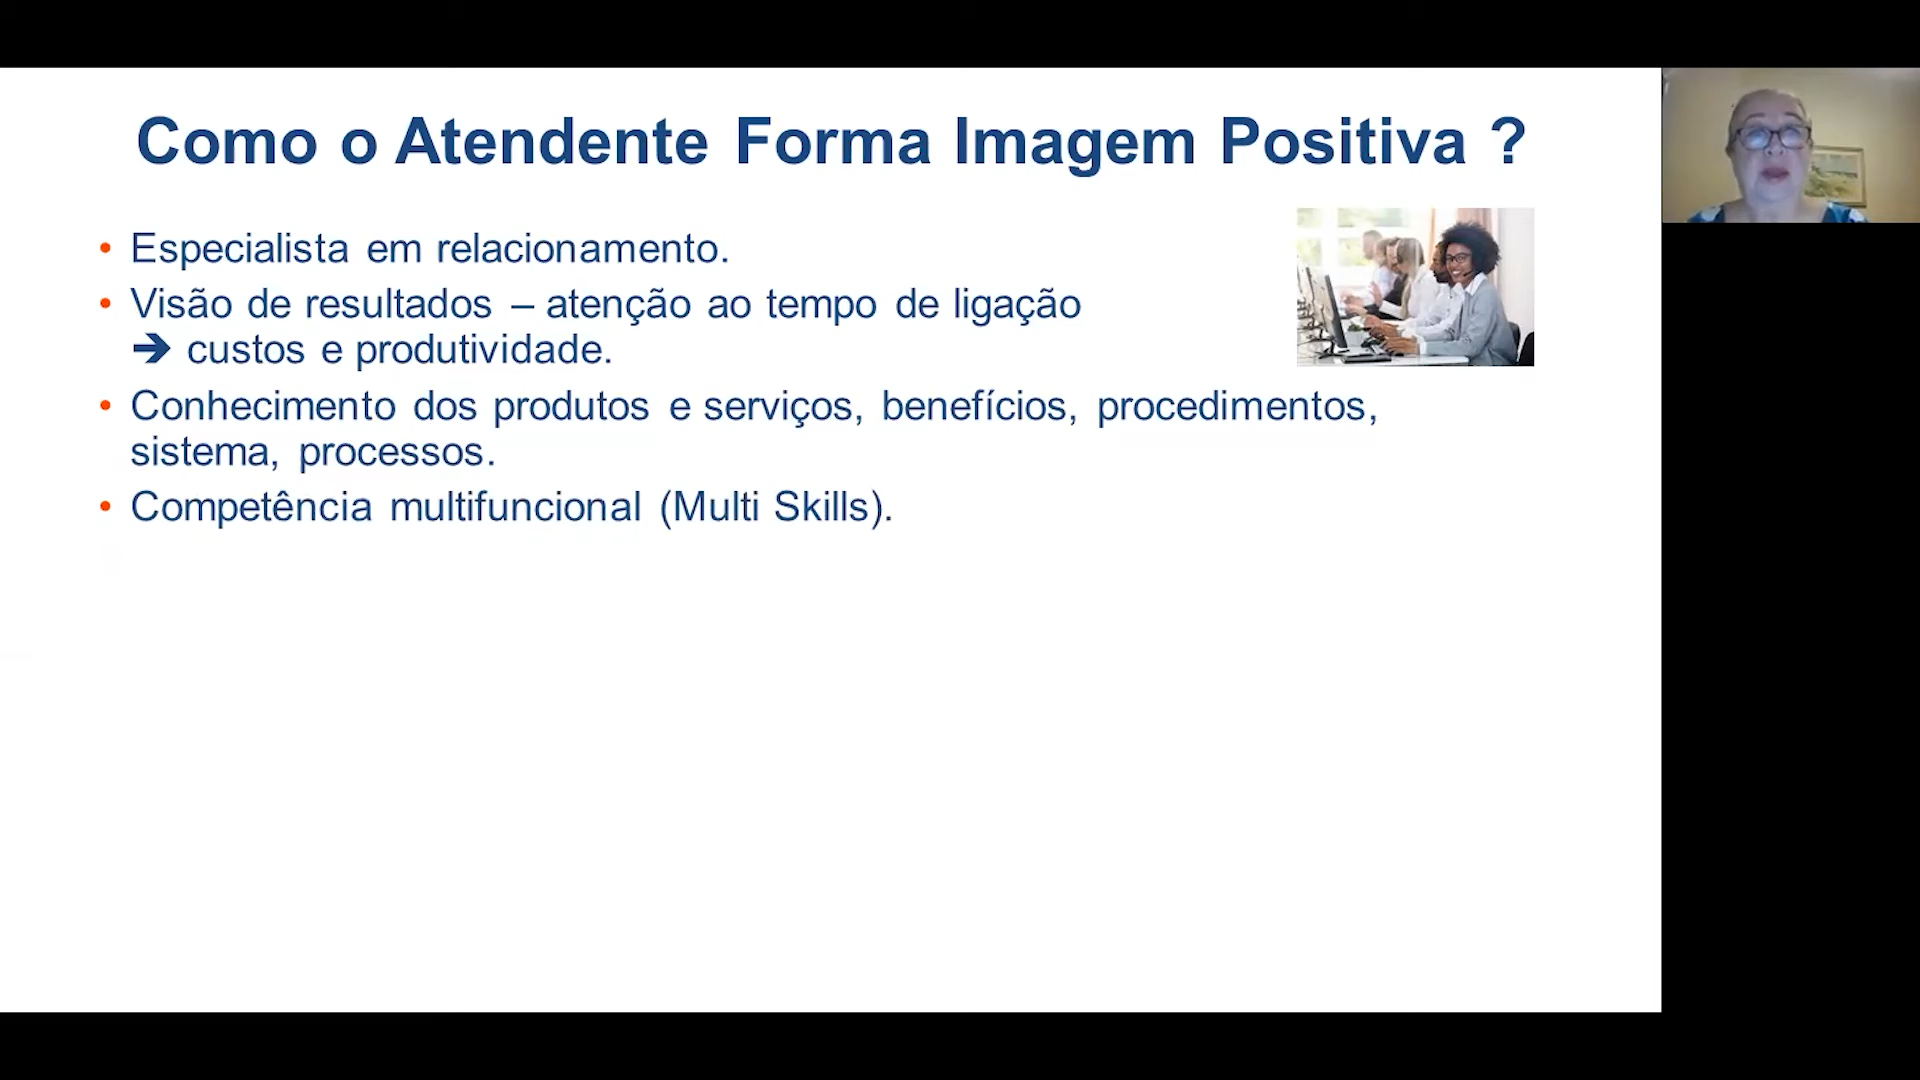 Como o Atendente Forma Imagem Positiva ?
• Especialista em relacionamento.
• Visão de resultados – atenção ao tempo de ligação
➔ custos e produtividade.
• Conhecimento dos produtos e serviços, benefícios, procedimentos,
sistema, processos.
• Competência multifuncional (Multi Skills).